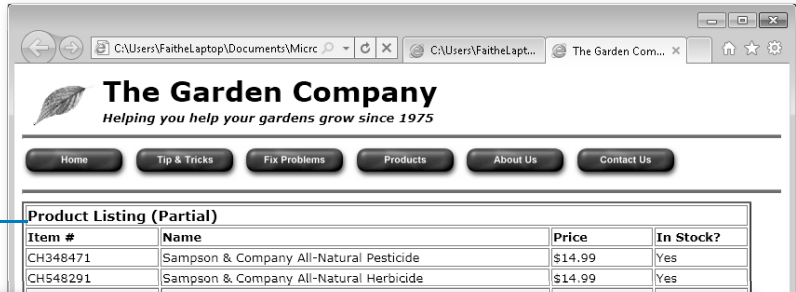 C:\Users\FaitheLaptop\Documents\Micrc
C:\Users\FaitheLapt...
The Garden Com...
The Garden Company
Helping you help your gardens grow since 1975
Home Tip & Tricks Fix Problems Products About Us Contact Us
Product Listing (Partial)
Item # Name Price In Stock?
CH348471 Sampson & Company All-Natural Pesticide $14.99 Yes
CH548291 Sampson & Company All-Natural Herbicide $14.99 Yes